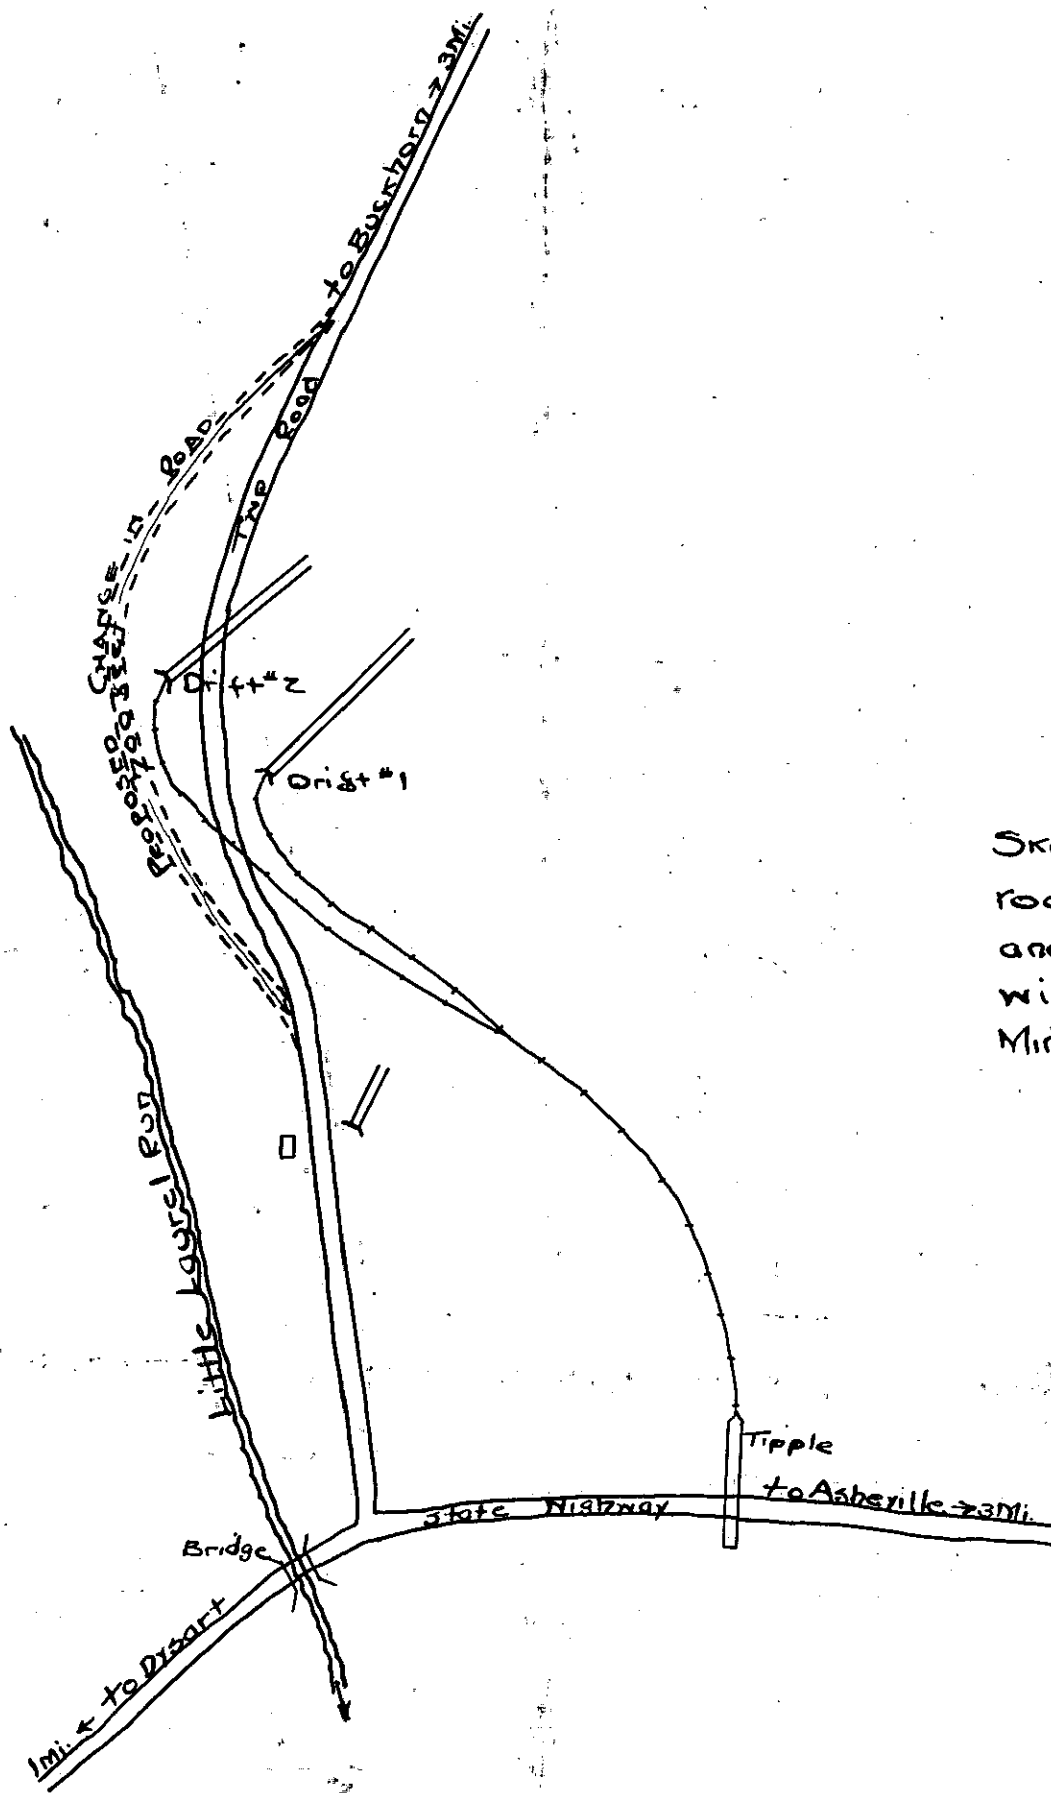 to Buckhorn → 3Mi.
Twp Road
PROPOSED CHANGE-IN ROAD
Drift #2
Drift #1
Little Laurel Run
Tipple
to Asheville → 3Mi.
State Highway
Bridge
1Mi. ← to Dysart